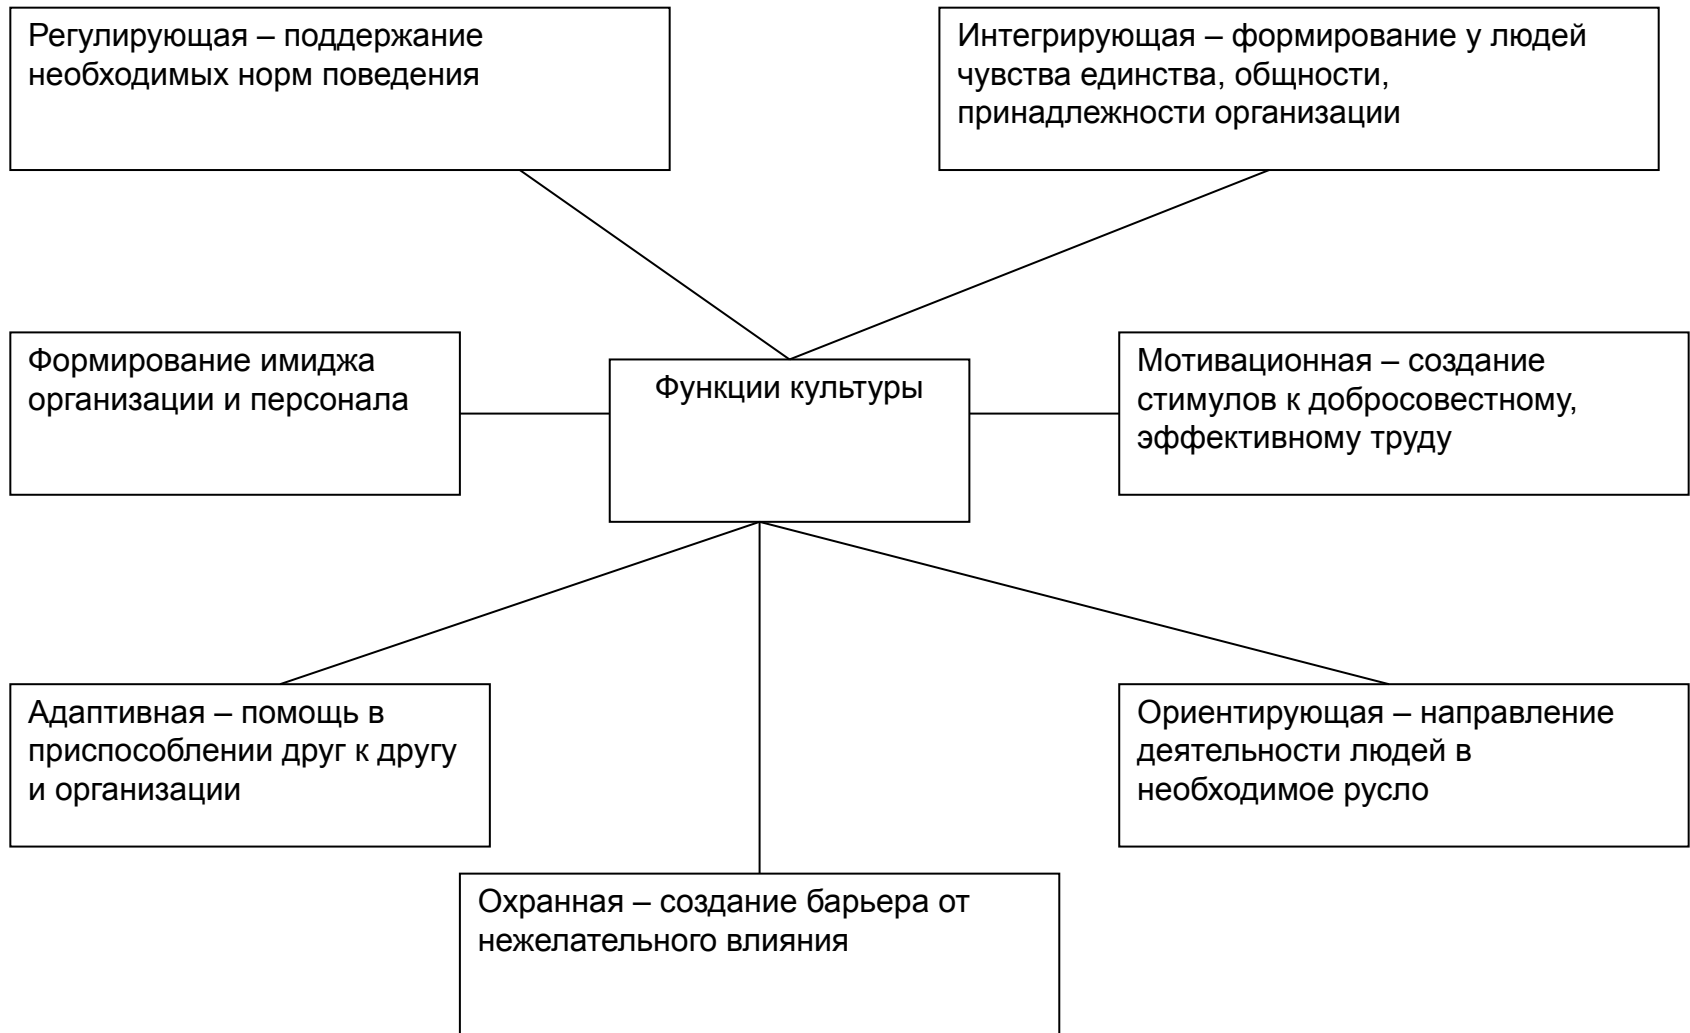 Регулирующая – поддержание
необходимых норм поведения
Интегрирующая – формирование у людей
чувства единства, общности,
принадлежности организации
Формирование имиджа
организации и персонала
Функции культуры
Мотивационная – создание
стимулов к добросовестному,
эффективному труду
Адаптивная – помощь в
приспособлении друг к другу
и организации
Ориентирующая – направление
деятельности людей в
необходимое русло
Охранная – создание барьера от
нежелательного влияния